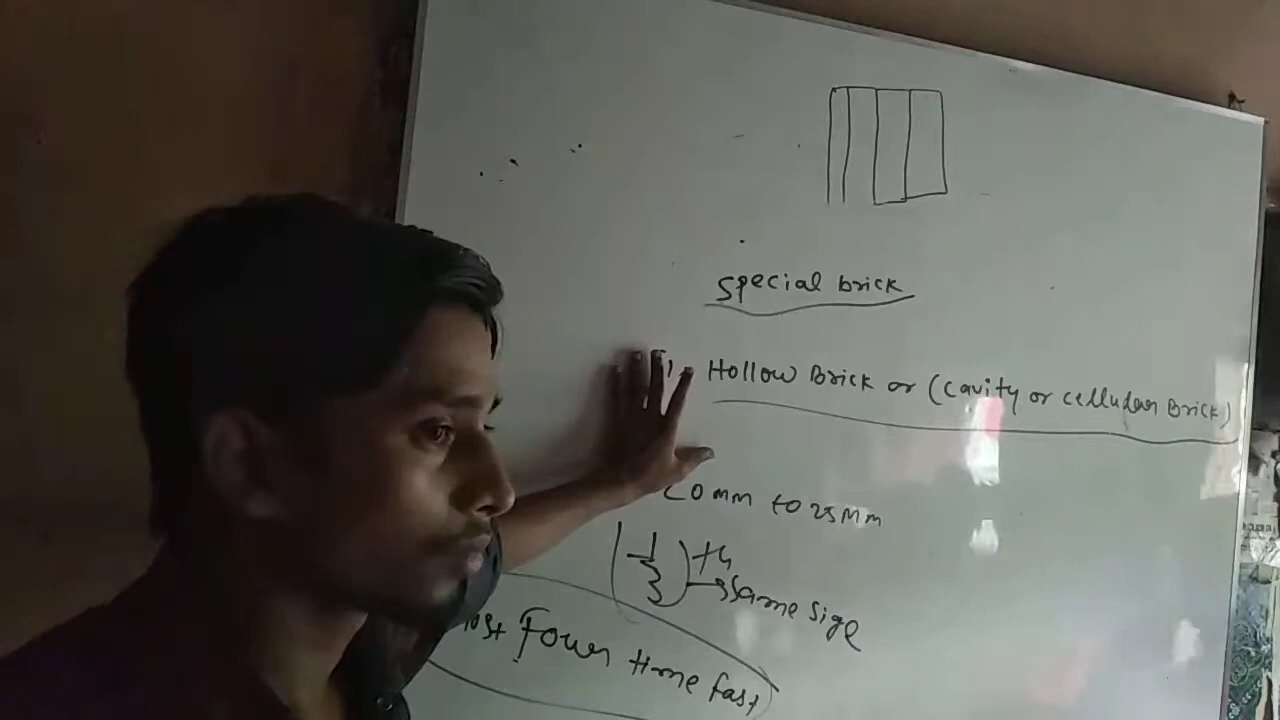 Special brick
1- Hollow Brick or (Cavity or cellular Brick)
20mm to 25Mm
(1/3)th → Same size
Four time fast